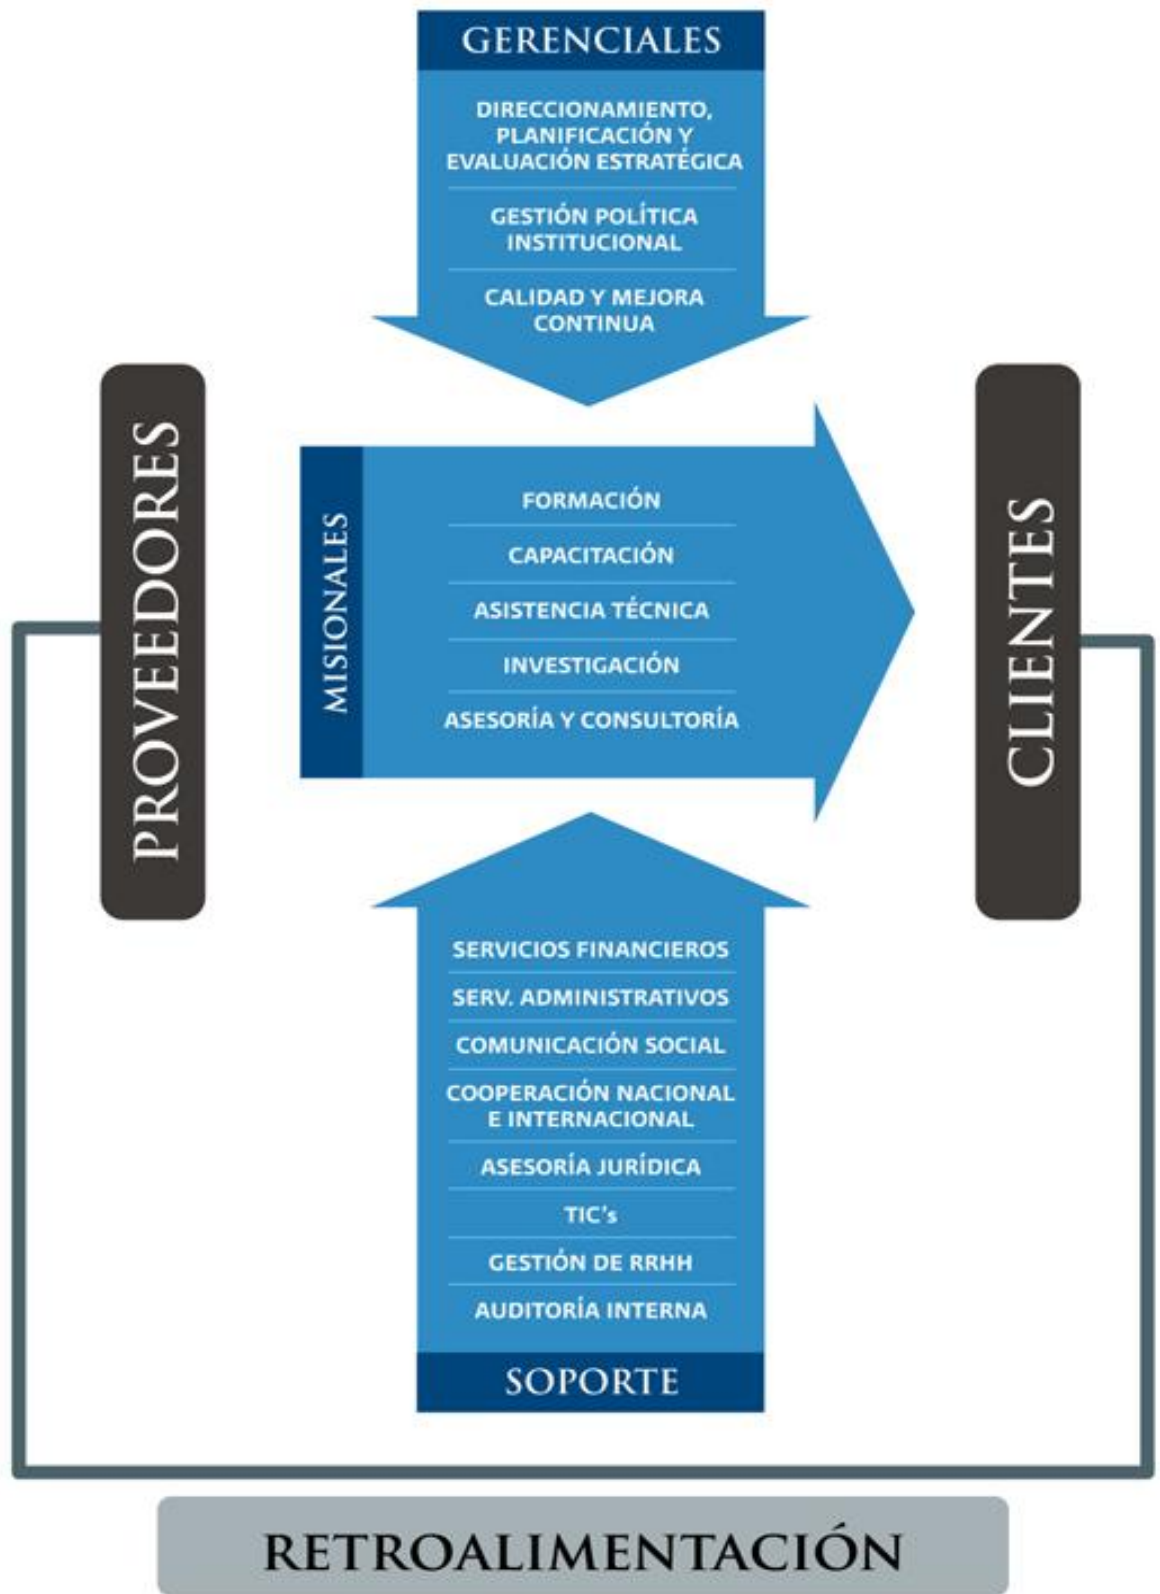 GERENCIALES
DIRECCIONAMIENTO,
PLANIFICACIÓN Y
EVALUACIÓN ESTRATÉGICA
GESTIÓN POLÍTICA
INSTITUCIONAL
CALIDAD Y MEJORA
CONTINUA
PROVEEDORES
MISIONALES
FORMACIÓN
CAPACITACIÓN
ASISTENCIA TÉCNICA
INVESTIGACIÓN
ASESORÍA Y CONSULTORÍA
CLIENTES
SERVICIOS FINANCIEROS
SERV. ADMINISTRATIVOS
COMUNICACIÓN SOCIAL
COOPERACIÓN NACIONAL
E INTERNACIONAL
ASESORÍA JURÍDICA
TIC's
GESTIÓN DE RRHH
AUDITORÍA INTERNA
SOPORTE
RETROALIMENTACIÓN